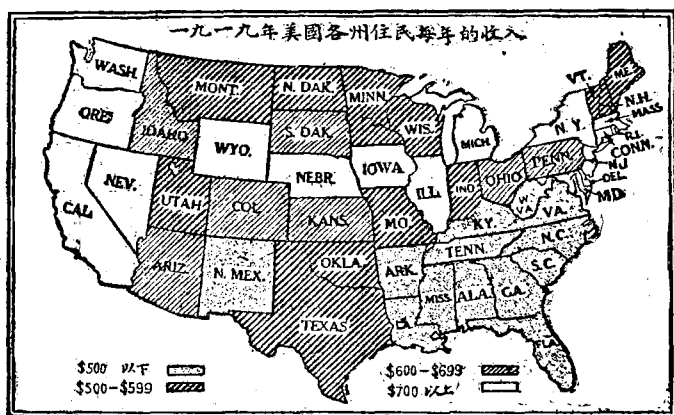 一九一九年美國各州住民每年的收入
WASH.
MONT.
N. DAK.
MINN.
VT.
ME.
ORE.
IDAHO
S. DAK.
WIS.
N.H.
MASS
WYO.
MICH.
N. Y.
R.I.
CONN.
NEV.
NEBR.
IOWA
PENN.
N.J
DEL.
MD.
CAL.
UTAH
COL.
KANS.
MO.
ILL.
IND.
OHIO
W. VA.
VA.
KY.
ARIZ.
N. MEX.
OKLA.
ARK.
TENN.
N.C.
S.C.
TEXAS
LA.
MISS.
ALA.
GA.
FLA.
$500 以下
$500-$599
$600-$699
$700 以上